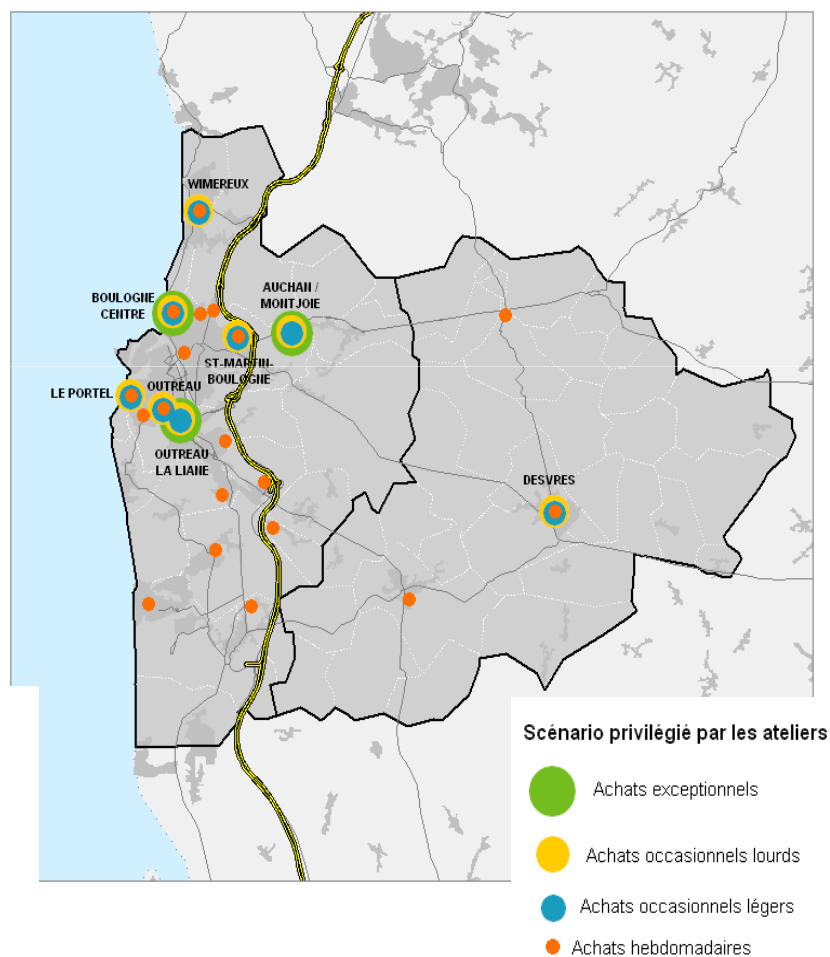 WIMEREUX
BOULOGNE
CENTRE
AUCHAN /
MONTJOIE
ST-MARTIN-
BOULOGNE
LE PORTEL
OUTREAU
OUTREAU
LA LIANE
DESVRES
Scénario privilégié par les ateliers
Achats exceptionnels
Achats occasionnels lourds
Achats occasionnels légers
Achats hebdomadaires